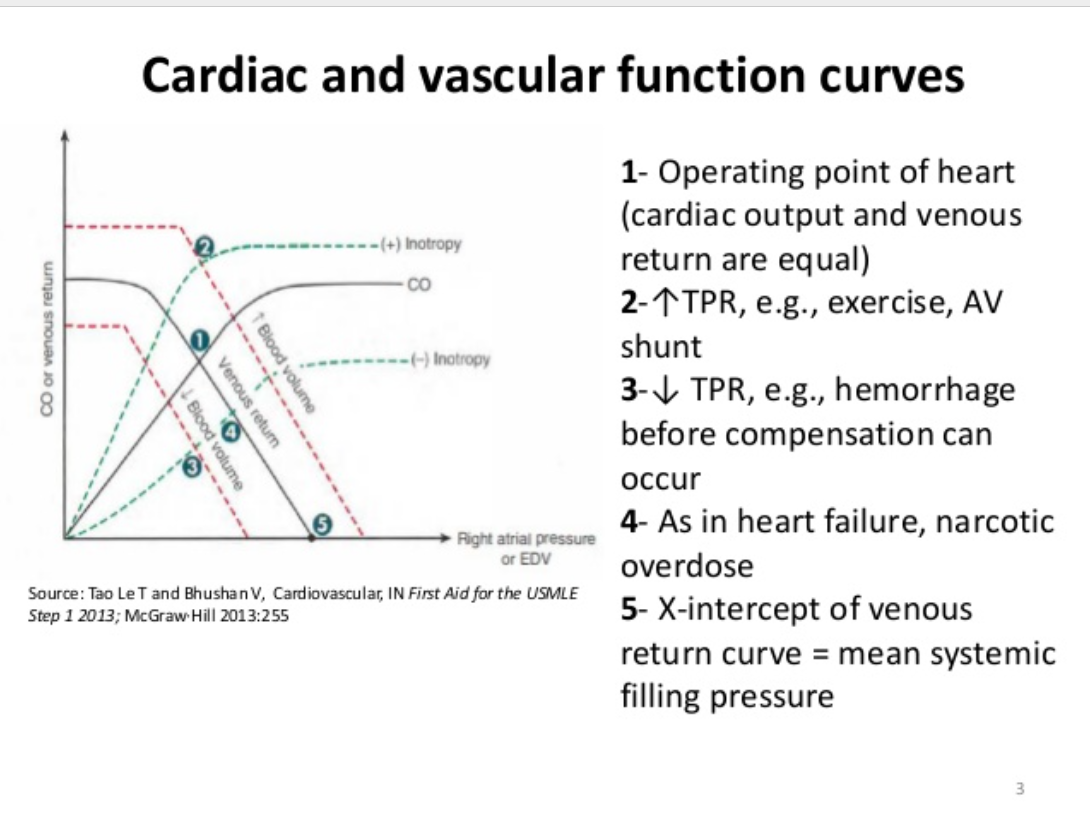 Cardiac and vascular function curves
CO or venous return
2
(+) Inotropy
CO
1
↑ Blood volume
(−) Inotropy
Venous return
↓ Blood volume
4
3
5
Right atrial pressure
or EDV
Source: Tao Le T and Bhushan V, Cardiovascular, IN First Aid for the USMLE
Step 1 2013; McGraw-Hill 2013:255
1- Operating point of heart
(cardiac output and venous
return are equal)
2-↑TPR, e.g., exercise, AV
shunt
3-↓ TPR, e.g., hemorrhage
before compensation can
occur
4- As in heart failure, narcotic
overdose
5- X-intercept of venous
return curve = mean systemic
filling pressure
3